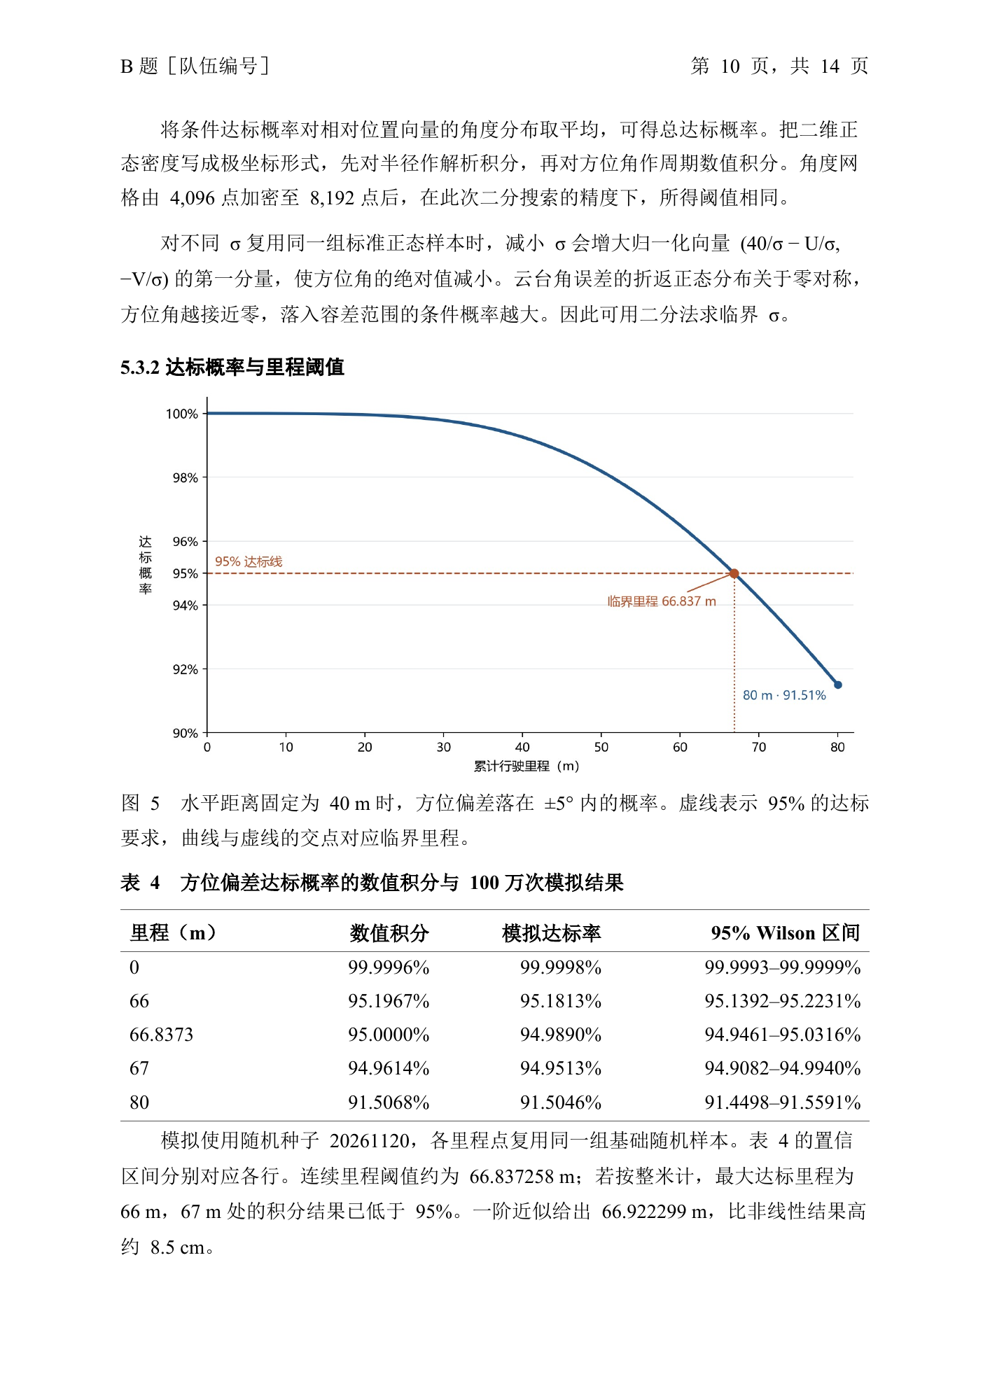 B 题［队伍编号］
第 10 页，共 14 页
将条件达标概率对相对位置向量的角度分布取平均，可得总达标概率。把二维正
态密度写成极坐标形式，先对半径作解析积分，再对方位角作周期数值积分。角度网
格由 4,096 点加密至 8,192 点后，在此次二分搜索的精度下，所得阈值相同。
对不同 σ 复用同一组标准正态样本时，减小 σ 会增大归一化向量 (40/σ − U/σ,
−V/σ) 的第一分量，使方位角的绝对值减小。云台角误差的折返正态分布关于零对称，
方位角越接近零，落入容差范围的条件概率越大。因此可用二分法求临界 σ。
5.3.2 达标概率与里程阈值
达标概率
100%
98%
96%
95%
94%
92%
90%
95% 达标线
临界里程 66.837 m
80 m · 91.51%
0 10 20 30 40 50 60 70 80
累计行驶里程（m）
图 5 水平距离固定为 40 m 时，方位偏差落在 ±5° 内的概率。虚线表示 95% 的达标
要求，曲线与虚线的交点对应临界里程。
表 4 方位偏差达标概率的数值积分与 100 万次模拟结果
里程（m） 数值积分 模拟达标率 95% Wilson 区间
0 99.9996% 99.9998% 99.9993–99.9999%
66 95.1967% 95.1813% 95.1392–95.2231%
66.8373 95.0000% 94.9890% 94.9461–95.0316%
67 94.9614% 94.9513% 94.9082–94.9940%
80 91.5068% 91.5046% 91.4498–91.5591%
模拟使用随机种子 20261120，各里程点复用同一组基础随机样本。表 4 的置信
区间分别对应各行。连续里程阈值约为 66.837258 m；若按整米计，最大达标里程为
66 m，67 m 处的积分结果已低于 95%。一阶近似给出 66.922299 m，比非线性结果高
约 8.5 cm。